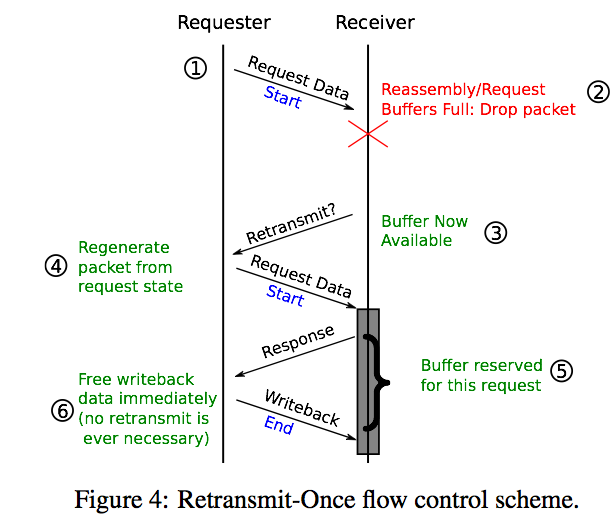 Requester
Receiver
①
Request Data
Start
Reassembly/Request
Buffers Full: Drop packet
②
Retransmit?
Buffer Now
Available
③
④
Regenerate
packet from
request state
Request Data
Start
Response
Buffer reserved
for this request
⑤
Free writeback
data immediately
(no retransmit is
ever necessary)
⑥
Writeback
End
Figure 4: Retransmit-Once flow control scheme.